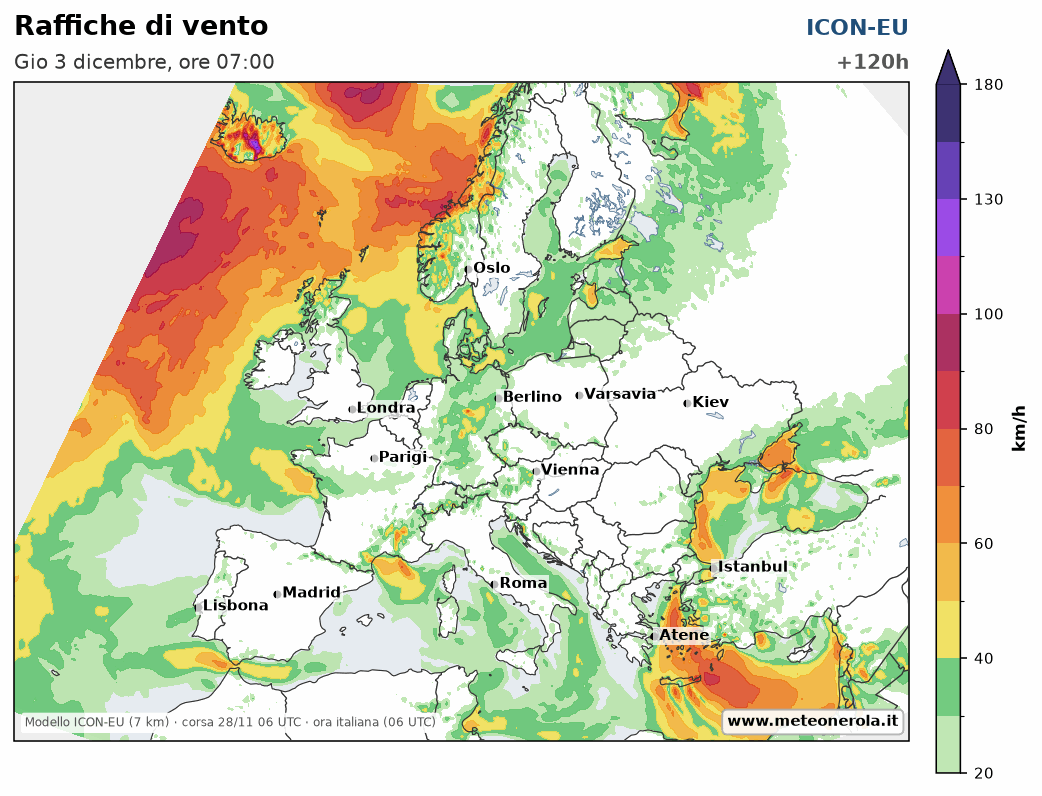 Raffiche di vento
ICON-EU
Gio 3 dicembre, ore 07:00
+120h
180
130
100
80
60
40
20
km/h
Oslo
Berlino
Varsavia
Kiev
Londra
Parigi
Vienna
Istanbul
Roma
Madrid
Lisbona
Atene
Modello ICON-EU (7 km) · corsa 28/11 06 UTC · ora italiana (06 UTC)
www.meteonerola.it